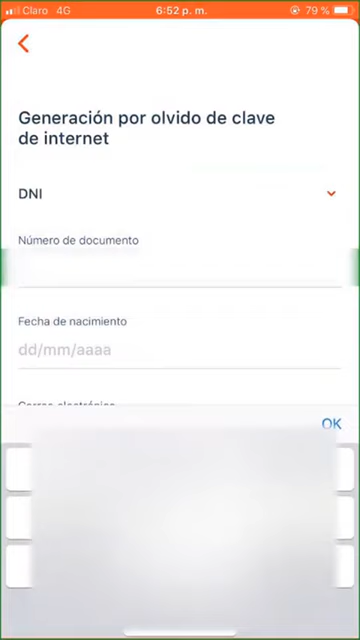 Claro 4G 6:52 p. m. 79 %
Generación por olvido de clave
de internet
DNI
Número de documento
Fecha de nacimiento
dd/mm/aaaa
Correo electrónico
OK